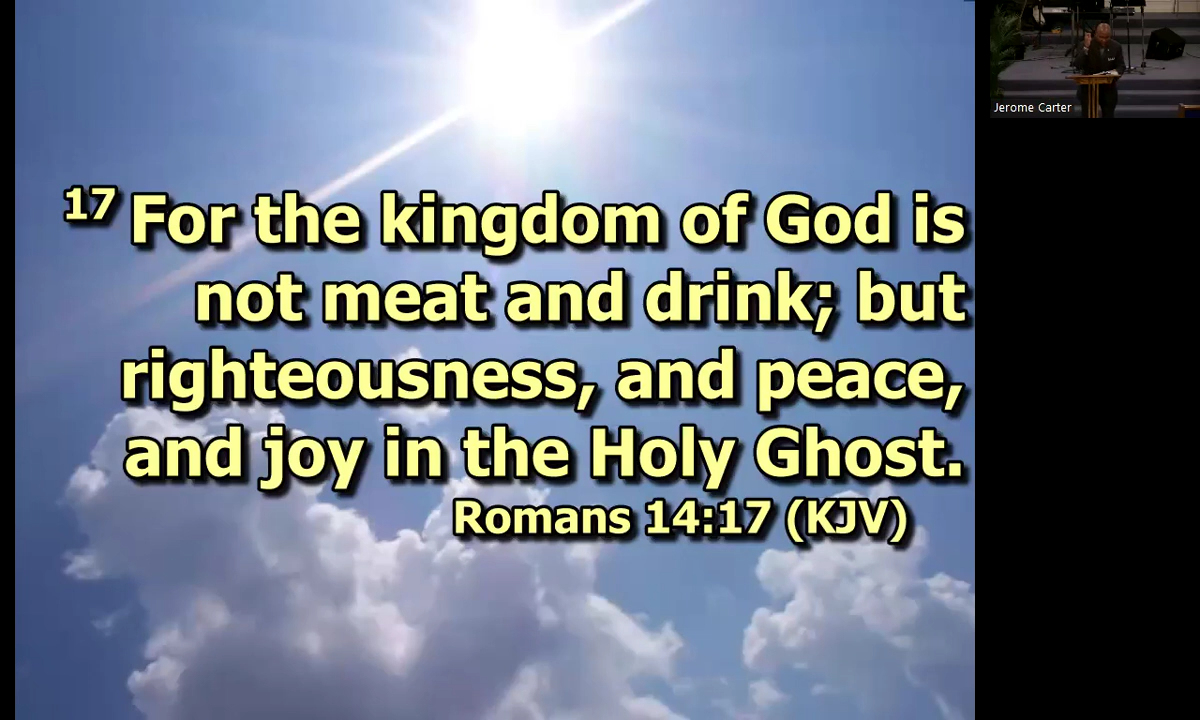 17 For the kingdom of God is
not meat and drink; but
righteousness, and peace,
and joy in the Holy Ghost.
Romans 14:17 (KJV)
Jerome Carter